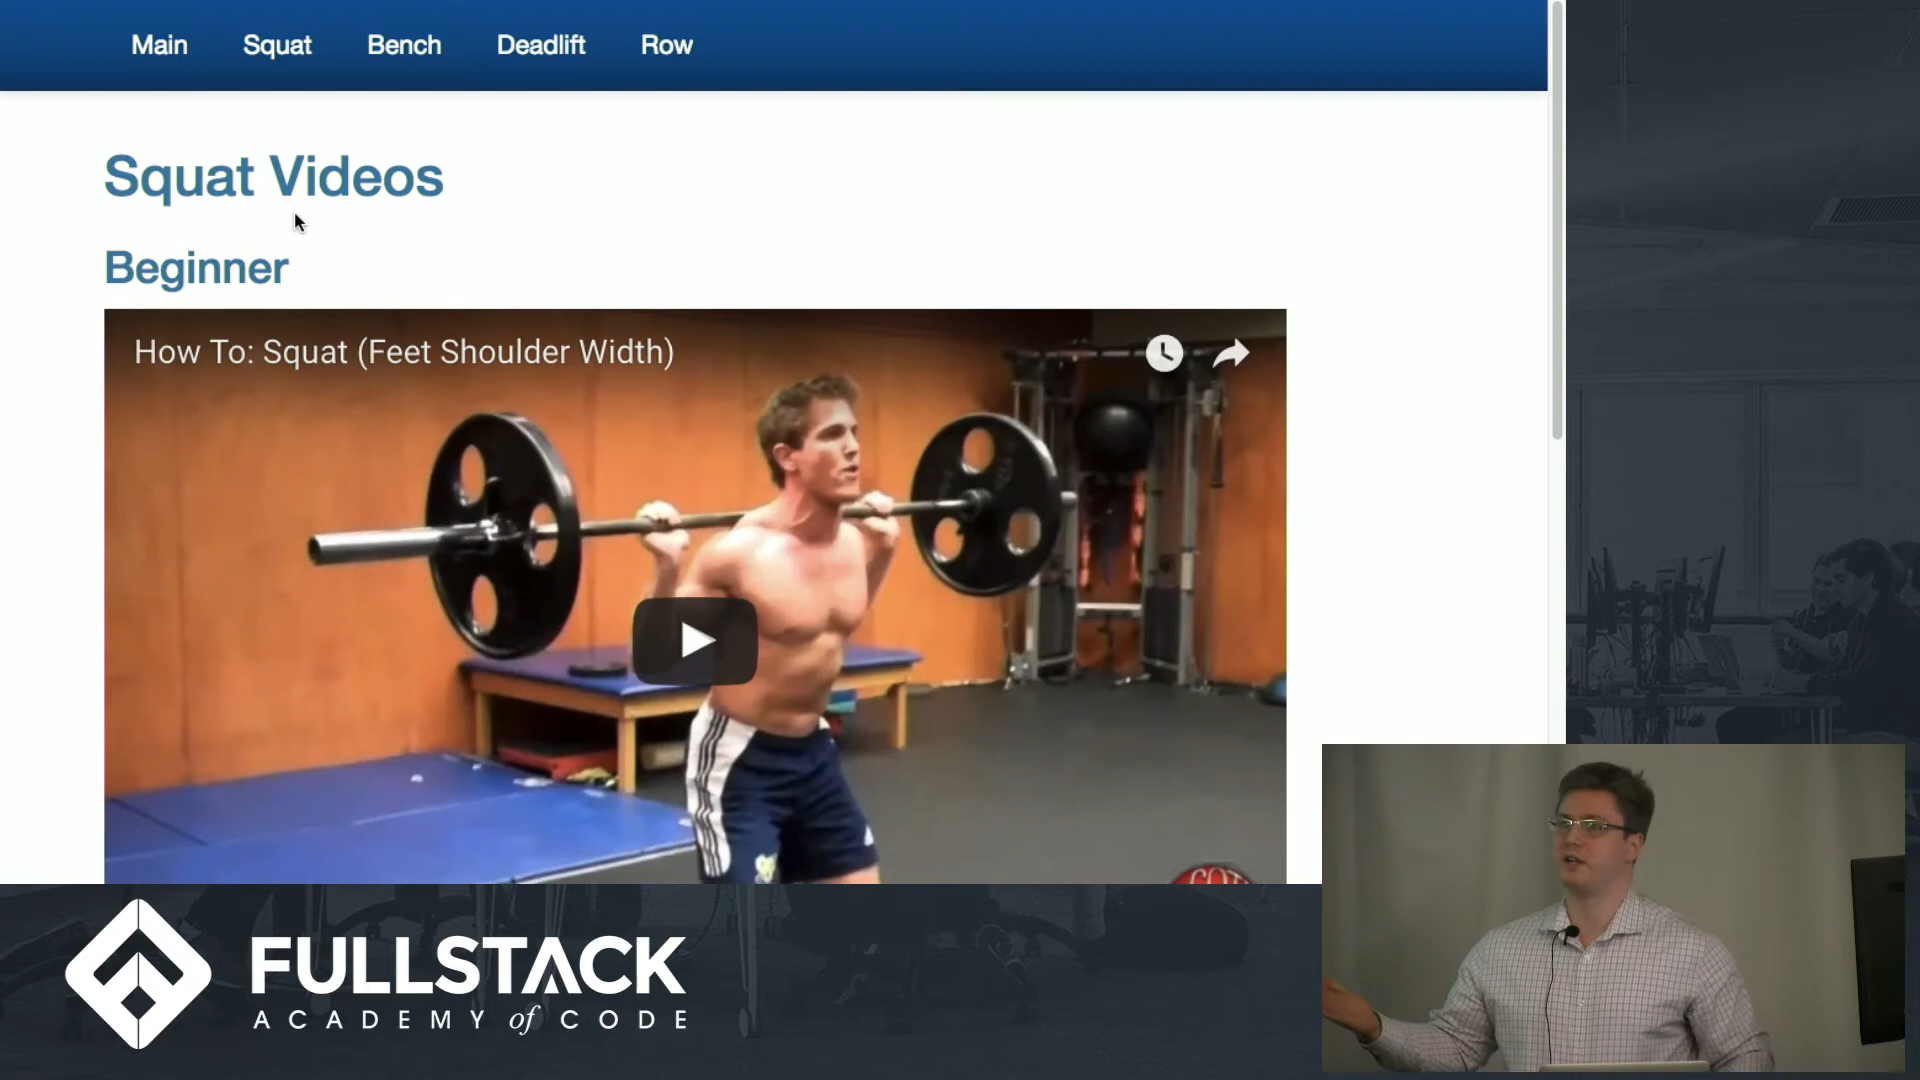 Main Squat Bench Deadlift Row
Squat Videos
Beginner
How To: Squat (Feet Shoulder Width)
FULLSTACK
ACADEMY of CODE